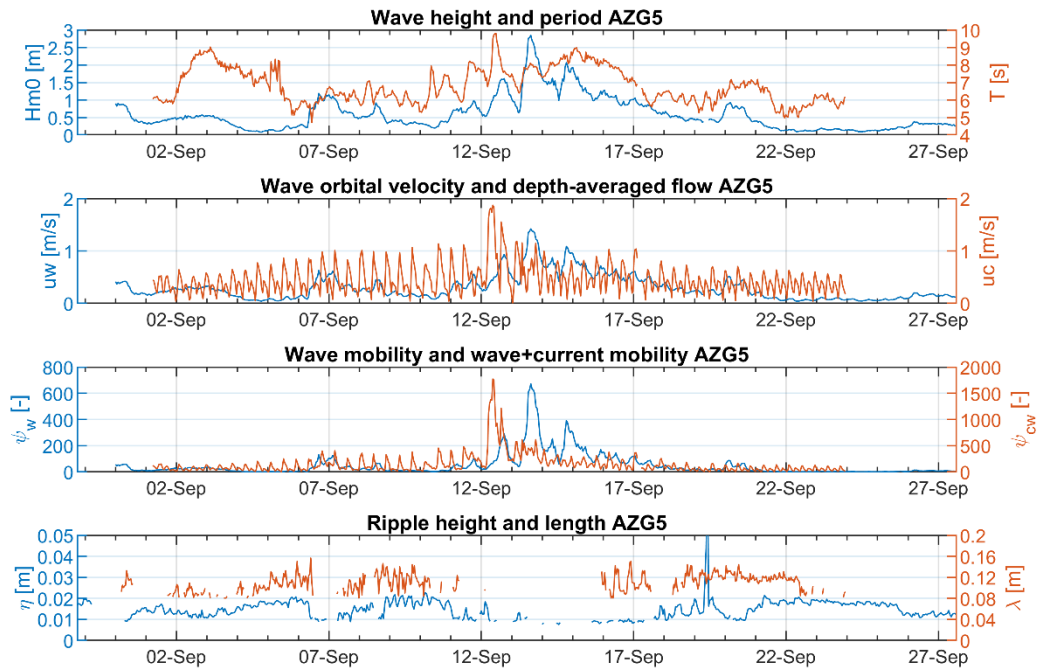 Wave height and period AZG5
Hm0 [m]
3
2.5
2
1.5
1
0.5
0
10
9
8
7
6
5
4
T [s]
02-Sep 07-Sep 12-Sep 17-Sep 22-Sep 27-Sep
Wave orbital velocity and depth-averaged flow AZG5
uw [m/s]
2
1
0
2
1
0
uc [m/s]
02-Sep 07-Sep 12-Sep 17-Sep 22-Sep 27-Sep
Wave mobility and wave+current mobility AZG5
ψw [-]
800
600
400
200
0
2000
1500
1000
500
0
ψcw [-]
02-Sep 07-Sep 12-Sep 17-Sep 22-Sep 27-Sep
Ripple height and length AZG5
η [m]
0.05
0.04
0.03
0.02
0.01
0
0.2
0.16
0.12
0.08
0.04
0
λ [m]
02-Sep 07-Sep 12-Sep 17-Sep 22-Sep 27-Sep